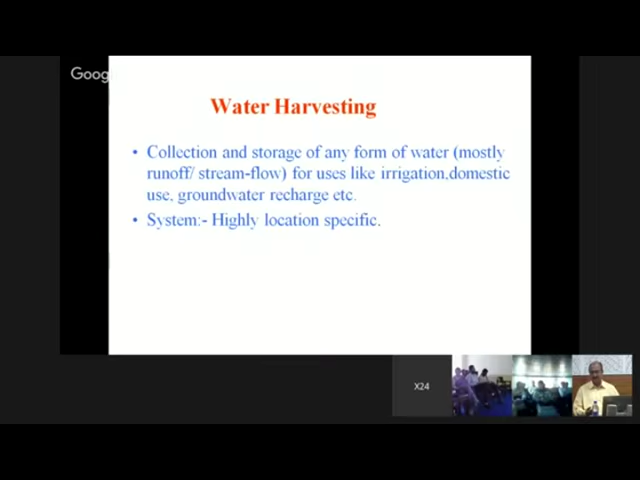 Goog
Water Harvesting
• Collection and storage of any form of water (mostly
runoff/ stream-flow) for uses like irrigation,domestic
use, groundwater recharge etc.
• System:- Highly location specific.
X24